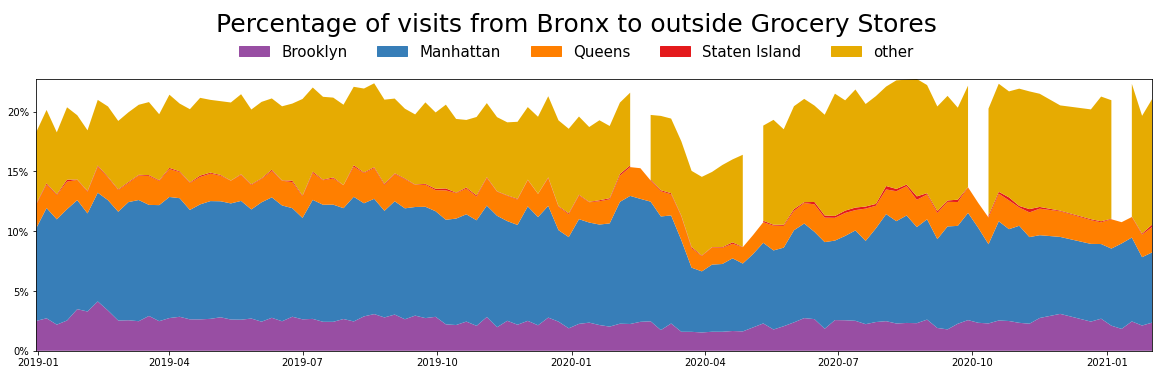 Percentage of visits from Bronx to outside Grocery Stores
Brooklyn Manhattan Queens Staten Island other
20%
15%
10%
5%
0%
2019-01 2019-04 2019-07 2019-10 2020-01 2020-04 2020-07 2020-10 2021-01